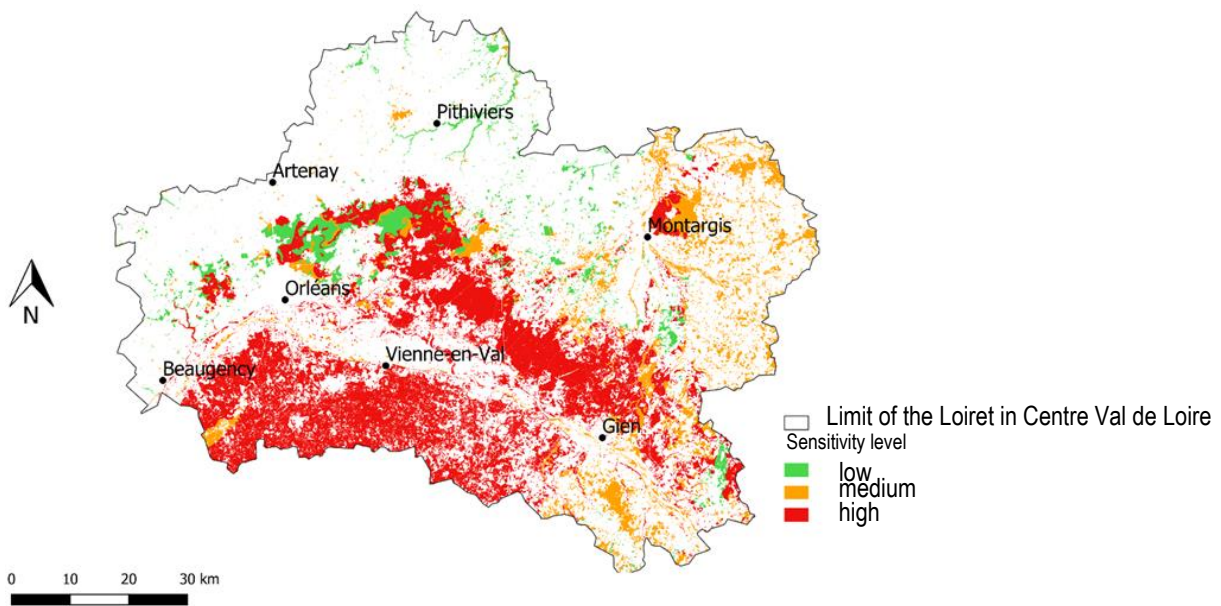 Pithiviers
Artenay
Montargis
Orléans
N
Vienne-en-Val
Beaugency
Gien
Limit of the Loiret in Centre Val de Loire
Sensitivity level
low
medium
high
0 10 20 30 km